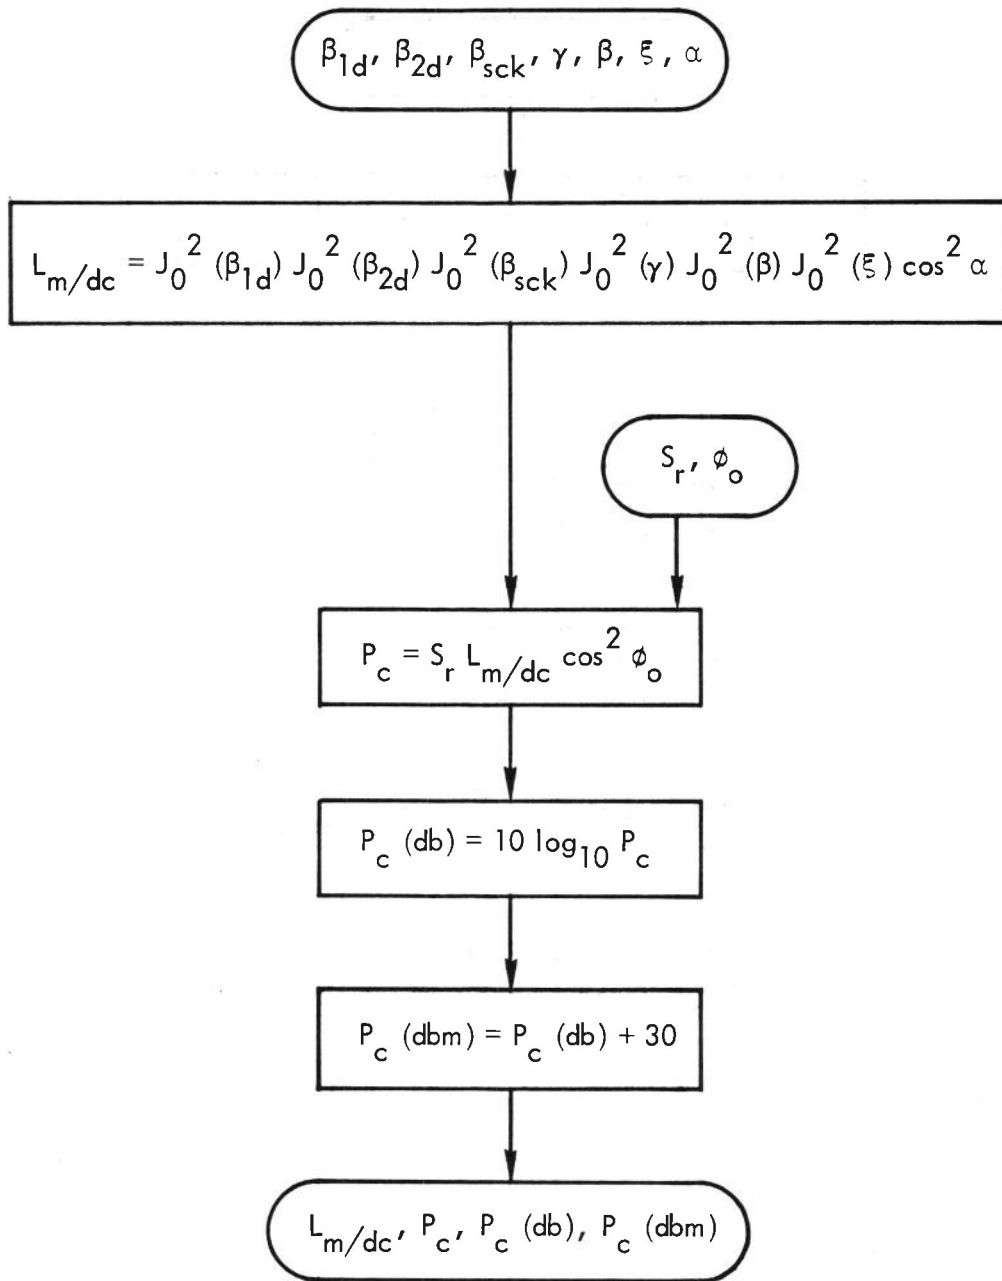 β1d, β2d, βsck, γ, β, ξ, α
Lm/dc = J0² (β1d) J0² (β2d) J0² (βsck) J0² (γ) J0² (β) J0² (ξ) cos² α
Sr, ϕo
Pc = Sr Lm/dc cos² ϕo
Pc (db) = 10 log10 Pc
Pc (dbm) = Pc (db) + 30
Lm/dc, Pc, Pc (db), Pc (dbm)